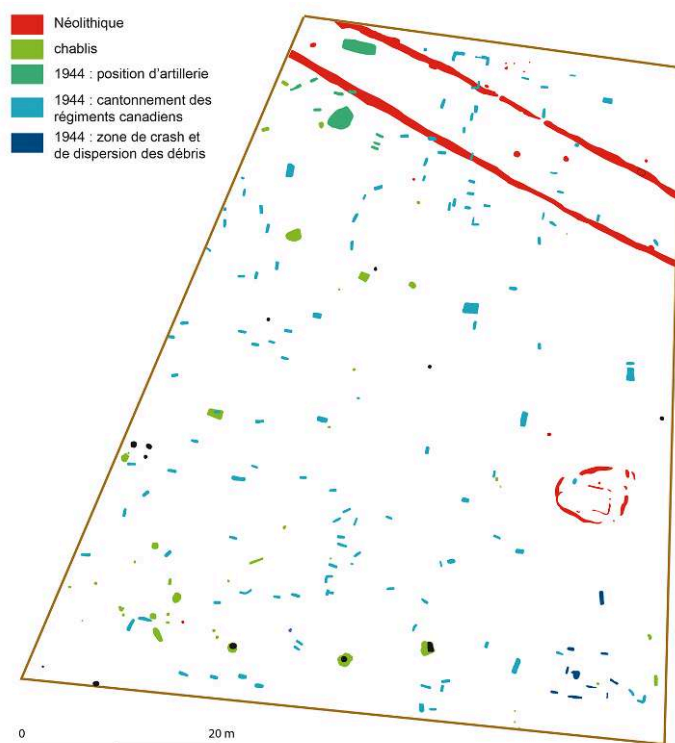 Néolithique
chablis
1944 : position d'artillerie
1944 : cantonnement des
régiments canadiens
1944 : zone de crash et
de dispersion des débris
0 20 m